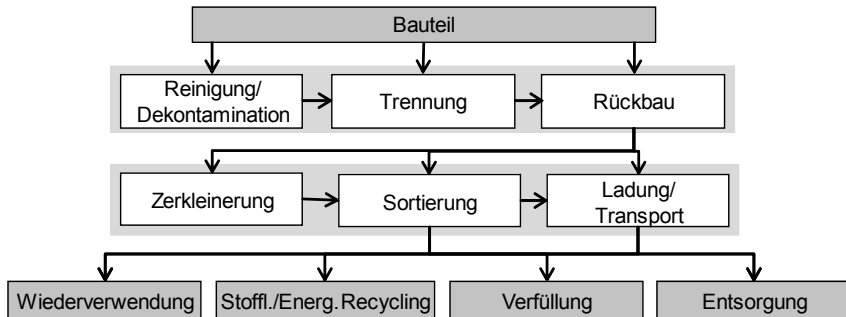 Bauteil
Reinigung/
Dekontamination
Trennung
Rückbau
Zerkleinerung
Sortierung
Ladung/
Transport
Wiederverwendung
Stoffl./Energ. Recycling
Verfüllung
Entsorgung